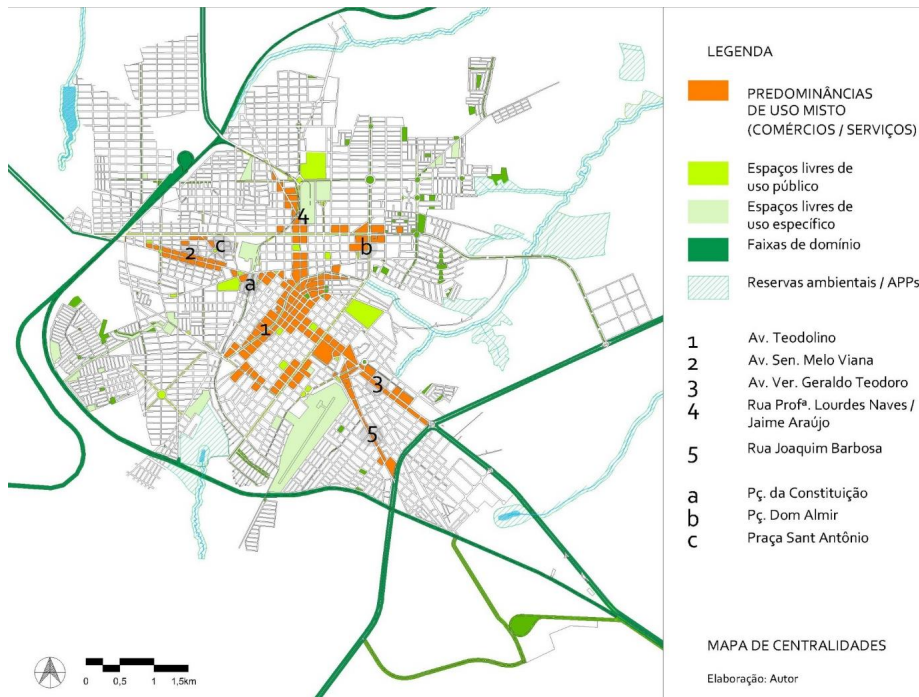 LEGENDA
PREDOMINÂNCIAS
DE USO MISTO
(COMÉRCIOS / SERVIÇOS)
Espaços livres de
uso público
Espaços livres de
uso específico
Faixas de domínio
Reservas ambientais / APPs
1 Av. Teodolino
2 Av. Sen. Melo Viana
3 Av. Ver. Geraldo Teodoro
4 Rua Profª. Lourdes Naves /
Jaime Araújo
5 Rua Joaquim Barbosa
a Pç. da Constituição
b Pç. Dom Almir
c Praça Sant Antônio
MAPA DE CENTRALIDADES
Elaboração: Autor
4
c
b
2
a
1
3
5
0 0,5 1 1,5km